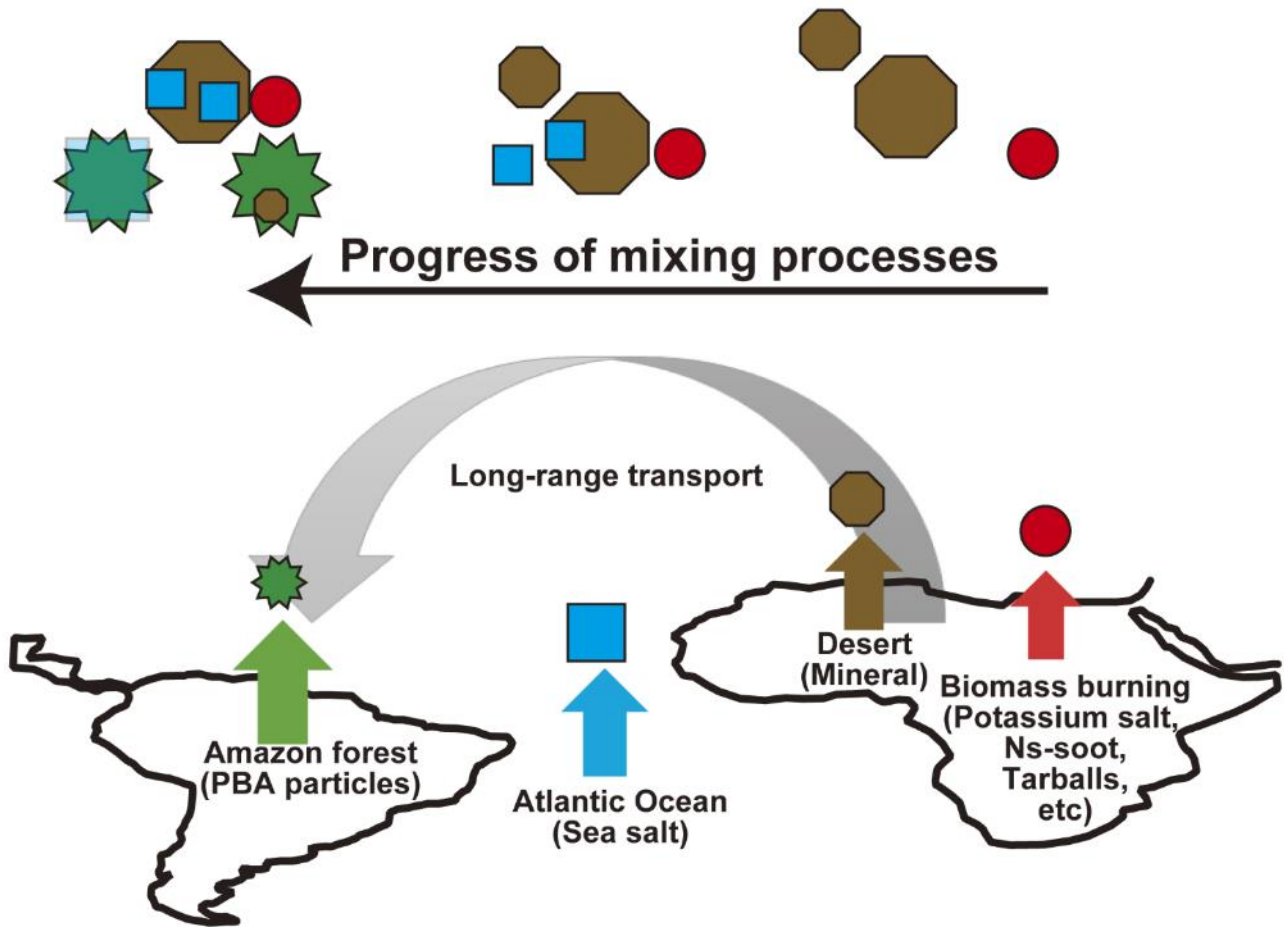 Progress of mixing processes
Long-range transport
Desert
(Mineral)
Biomass burning
(Potassium salt,
Ns-soot,
Tarballs,
etc)
Amazon forest
(PBA particles)
Atlantic Ocean
(Sea salt)